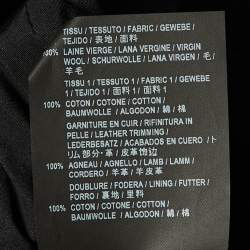 TISSU / TESSUTO / FABRIC / GEWEBE
/ TEJIDO / 表地 / 面料
100% LAINE VIERGE / LANA VERGINE / VIRGIN
WOOL / SCHURWOLLE / LANA VIRGEN / 毛 /
羊毛
TISSU 1 / TESSUTO 1 / FABRIC 1 / GEWEBE
1 / TEJIDO 1 / 表地 1 / 面料 1
100% COTON / COTONE / COTTON /
BAUMWOLLE / ALGODON / 綿 / 棉
GARNITURE EN CUIR / RIFINITURA IN
PELLE / LEATHER TRIMMING /
LEDERBESATZ / ACABADOS EN CUERO / ト
リム部分・革 / 皮革饰边
100% AGNEAU / AGNELLO / LAMB / LAMM /
CORDERO / 羊革 / 羊皮革
DOUBLURE / FODERA / LINING / FUTTER /
FORRO / 裏地 / 里料
100% COTON / COTONE / COTTON /
BAUMWOLLE / ALGODON / 綿 / 棉